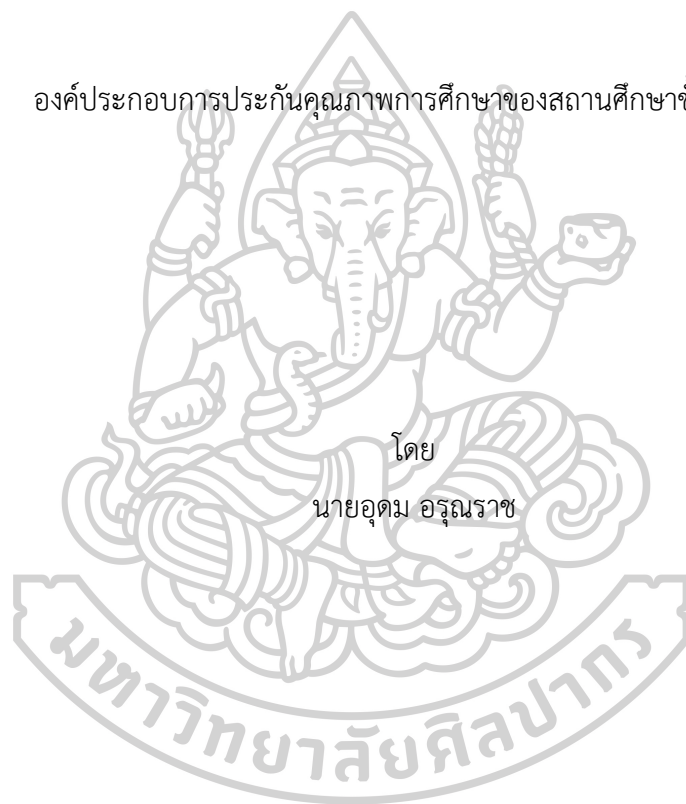 องค์ประกอบการประกันคุณภาพการศึกษาของสถานศึกษา
โดย
นายอุดม อรุณราช
มหาวิทยาลัยศิลปากร